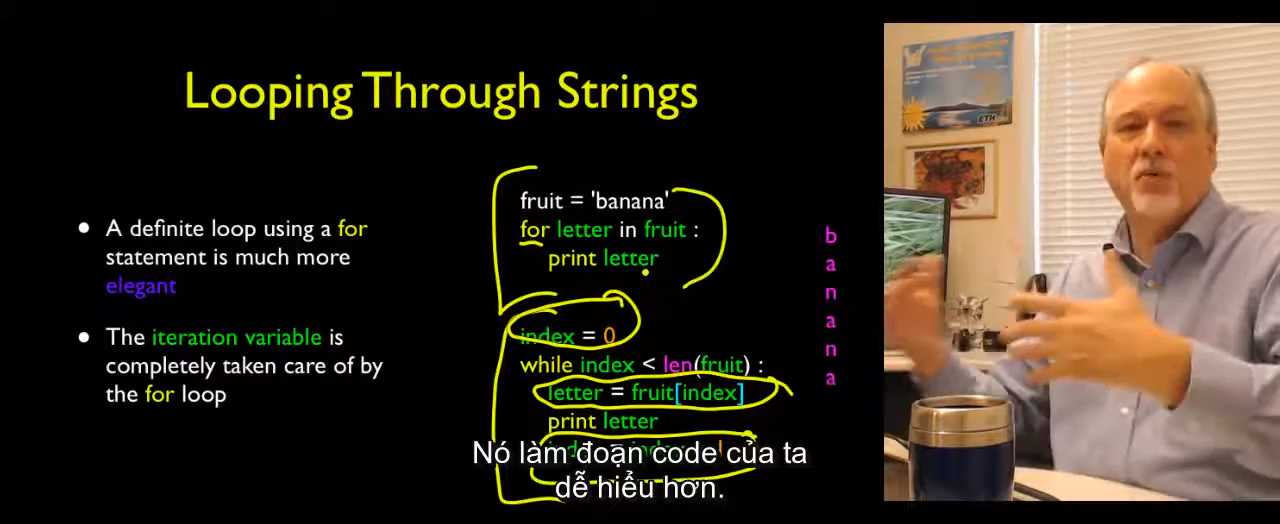 Looping Through Strings
A definite loop using a for
statement is much more
elegant
The iteration variable is
completely taken care of by
the for loop
fruit = 'banana'
for letter in fruit :
print letter
index = 0
while index < len(fruit) :
letter = fruit[index]
print letter
b
a
n
a
n
a
Nó làm đoạn code của ta
dễ hiểu hơn.
ETH